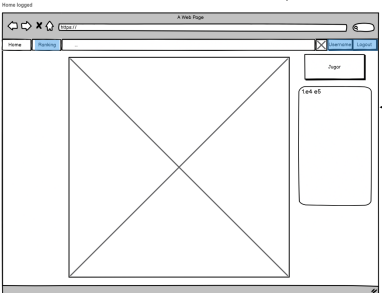 Home logged
A Web Page
https://
Home Ranking Username Logout
Jugar
1.e4 e5